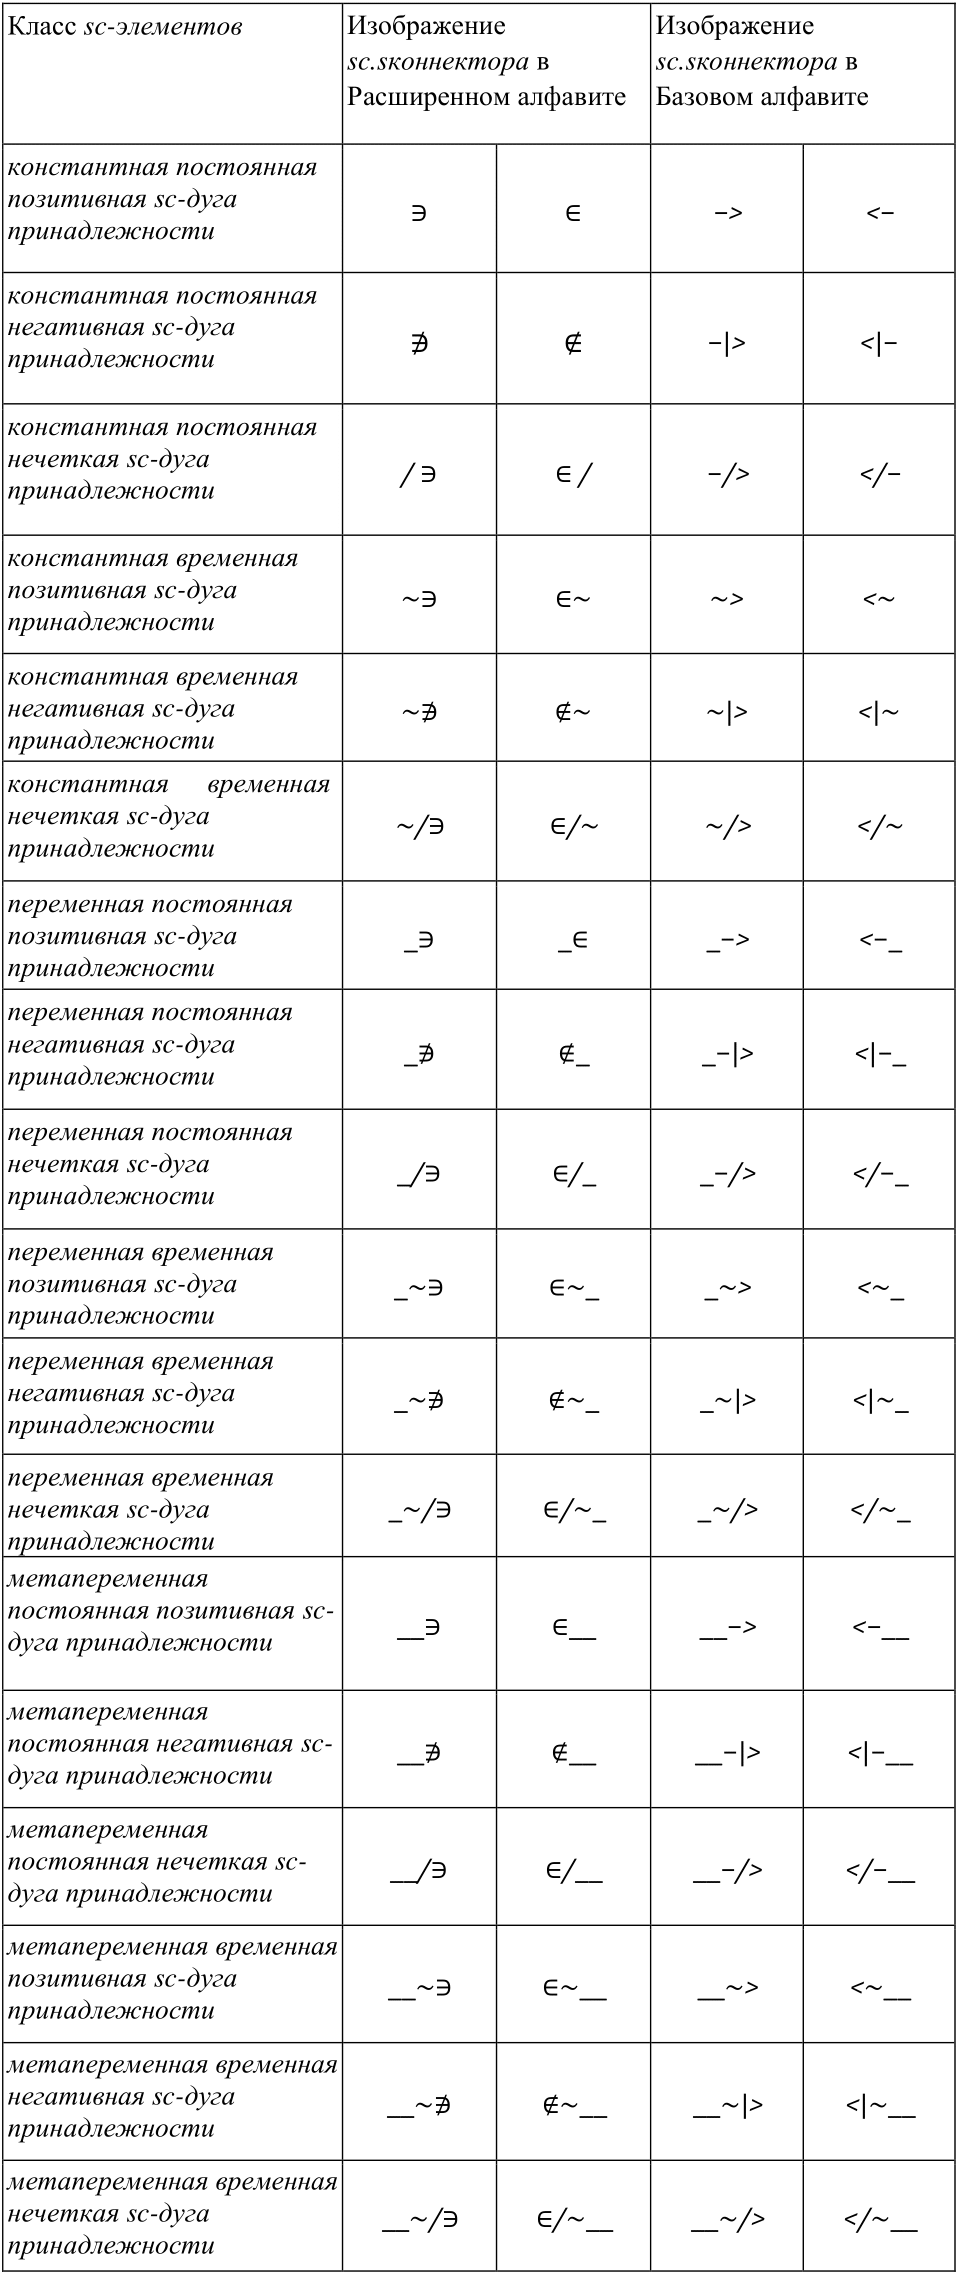 Класс sc-элементов
Изображение
sc.sконнектора в
Расширенном алфавите
Изображение
sc.sконнектора в
Базовом алфавите
константная постоянная
позитивная sc-дуга
принадлежности
∋ ∈ −> <−
константная постоянная
негативная sc-дуга
принадлежности
∌ ∉ −|> <|−
константная постоянная
нечеткая sc-дуга
принадлежности
/ ∋ ∈ / −/> </−
константная временная
позитивная sc-дуга
принадлежности
~∋ ∈~ ~> <~
константная временная
негативная sc-дуга
принадлежности
~∌ ∉~ ~|> <|~
константная временная
нечеткая sc-дуга
принадлежности
~/∋ ∈/~ ~/> </~
переменная постоянная
позитивная sc-дуга
принадлежности
_∋ _∈ _−> <−_
переменная постоянная
негативная sc-дуга
принадлежности
_∌ ∉_ _−|> <|−_
переменная постоянная
нечеткая sc-дуга
принадлежности
_/∋ ∈/_ _−/> </−_
переменная временная
позитивная sc-дуга
принадлежности
_~∋ ∈~_ _~> <~_
переменная временная
негативная sc-дуга
принадлежности
_~∌ ∉~_ _~|> <|~_
переменная временная
нечеткая sc-дуга
принадлежности
_~/∋ ∈/~_ _~/> </~_
метапеременная
постоянная позитивная sc-
дуга принадлежности
__∋ ∈__ __−> <−__
метапеременная
постоянная негативная sc-
дуга принадлежности
__∌ ∉__ __−|> <|−__
метапеременная
постоянная нечеткая sc-
дуга принадлежности
__/∋ ∈/__ __−/> </−__
метапеременная временная
позитивная sc-дуга
принадлежности
__~∋ ∈~__ __~> <~__
метапеременная временная
негативная sc-дуга
принадлежности
__~∌ ∉~__ __~|> <|~__
метапеременная временная
нечеткая sc-дуга
принадлежности
__~/∋ ∈/~__ __~/> </~__